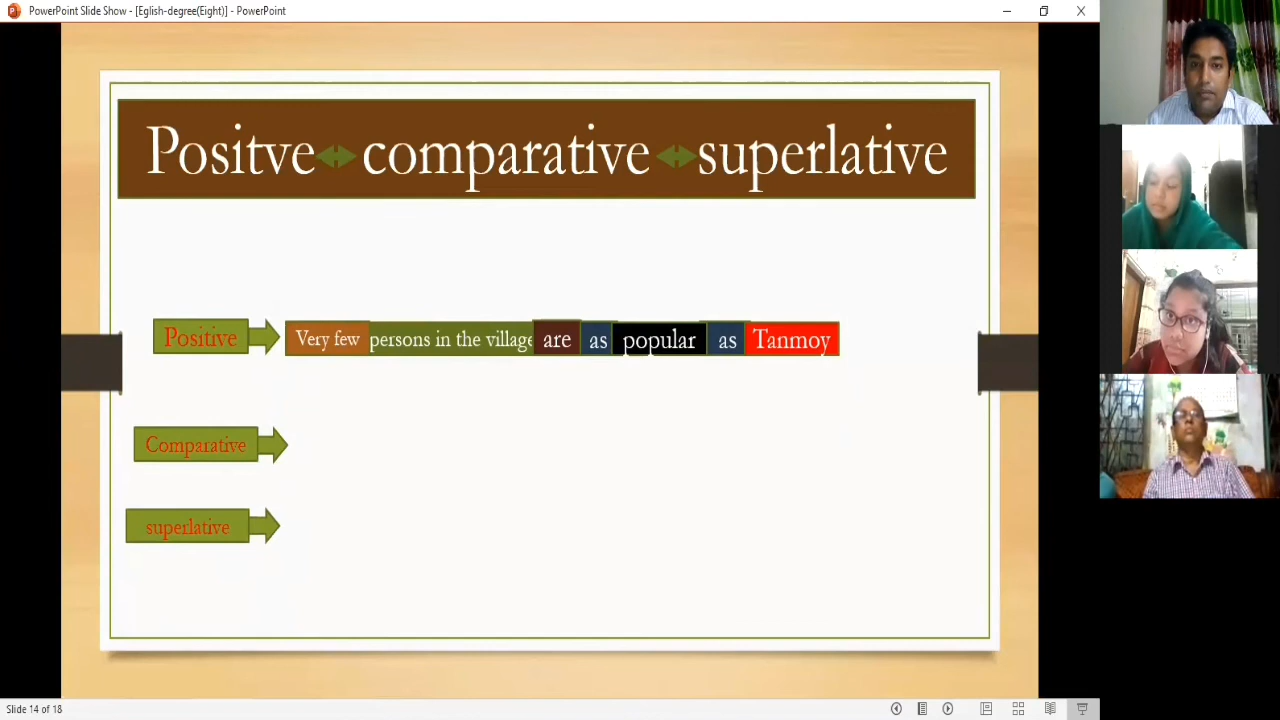 PowerPoint Slide Show - [Eglish-degree(Eight)] - PowerPoint
Positve comparative superlative
Positive Very few persons in the village are as popular as Tanmoy
Comparative
superlative
Slide 14 of 18